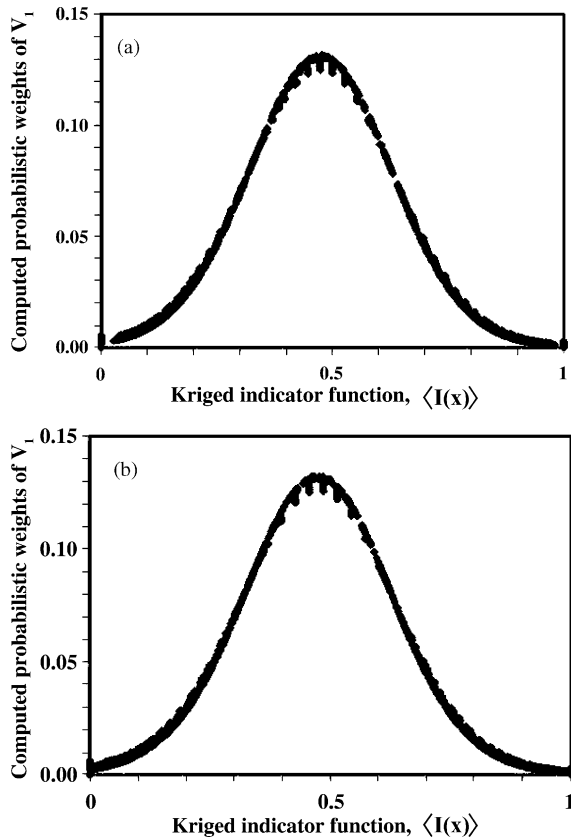 (a)
Computed probabilistic weights of V1
0.15
0.10
0.05
0.00
0
0.5
1
Kriged indicator function, ⟨I(x)⟩
(b)
Computed probabilistic weights of V1
0.15
0.10
0.05
0.00
0
0.5
1
Kriged indicator function, ⟨I(x)⟩